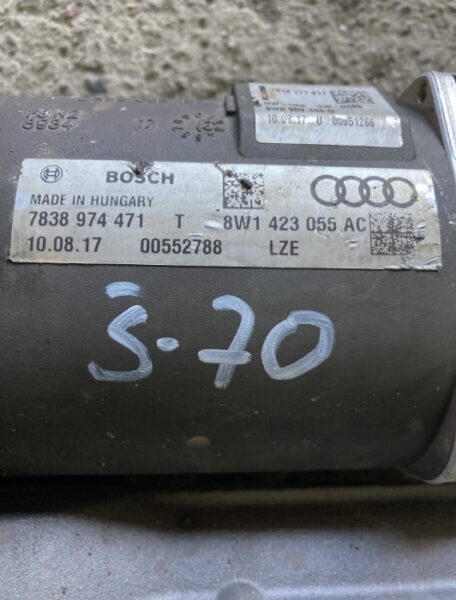 10.08.17 U 00551266
BOSCH
MADE IN HUNGARY
7838 974 471 T 8W1 423 055 AC
10.08.17 00552788 LZE
S-70